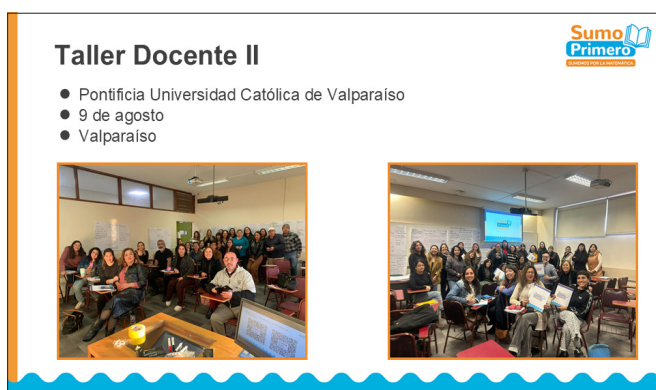 Taller Docente II
Sumo
Primero
SUMEMOS POR LA MATEMÁTICA
● Pontificia Universidad Católica de Valparaíso
● 9 de agosto
● Valparaíso